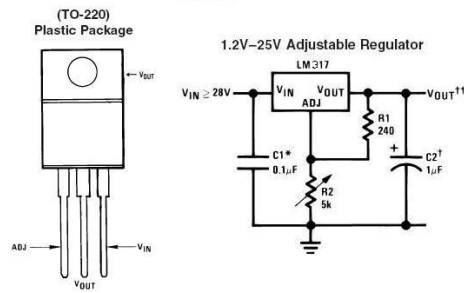 (TO-220)
Plastic Package
VOUT
ADJ
VIN
VOUT
1.2V–25V Adjustable Regulator
LM317
VIN ≥ 28V
VIN
VOUT
ADJ
VOUT††
R1
240
C1*
0.1μF
C2†
1μF
+
R2
5k